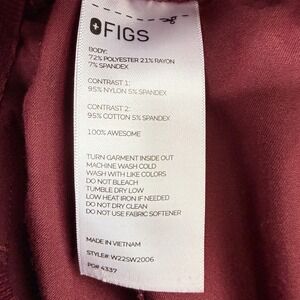 FIGS
BODY:
72% POLYESTER 21% RAYON
7% SPANDEX
CONTRAST 1:
95% NYLON 5% SPANDEX
CONTRAST 2:
95% COTTON 5% SPANDEX
100% AWESOME
TURN GARMENT INSIDE OUT
MACHINE WASH COLD
WASH WITH LIKE COLORS
DO NOT BLEACH
TUMBLE DRY LOW
LOW HEAT IRON IF NEEDED
DO NOT DRY CLEAN
DO NOT USE FABRIC SOFTENER
MADE IN VIETNAM
STYLE#: W22SW2006
PO# 4337